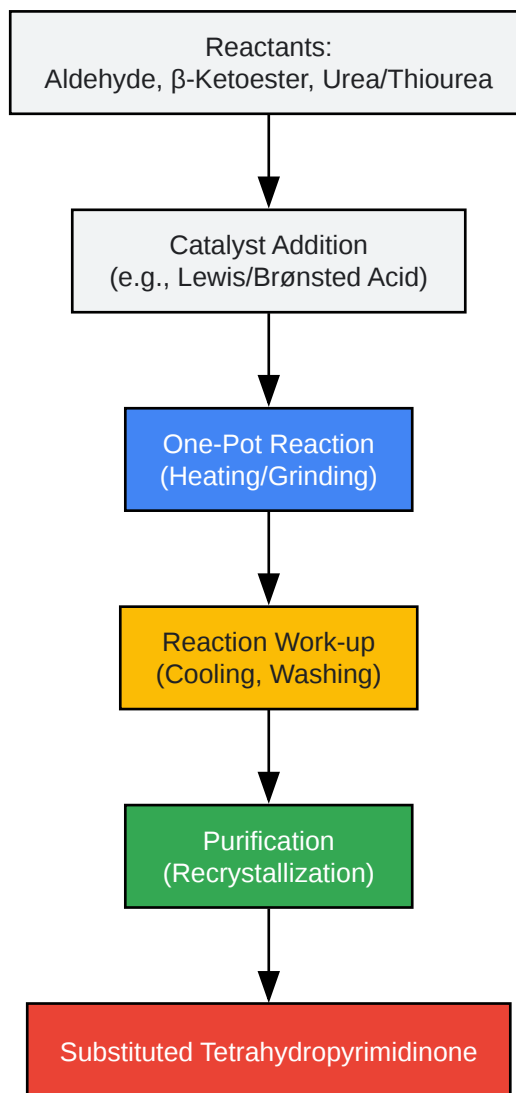 Reactants:
Aldehyde, β-Ketoester, Urea/Thiourea
Catalyst Addition
(e.g., Lewis/Brønsted Acid)
One-Pot Reaction
(Heating/Grinding)
Reaction Work-up
(Cooling, Washing)
Purification
(Recrystallization)
Substituted Tetrahydropyrimidinone